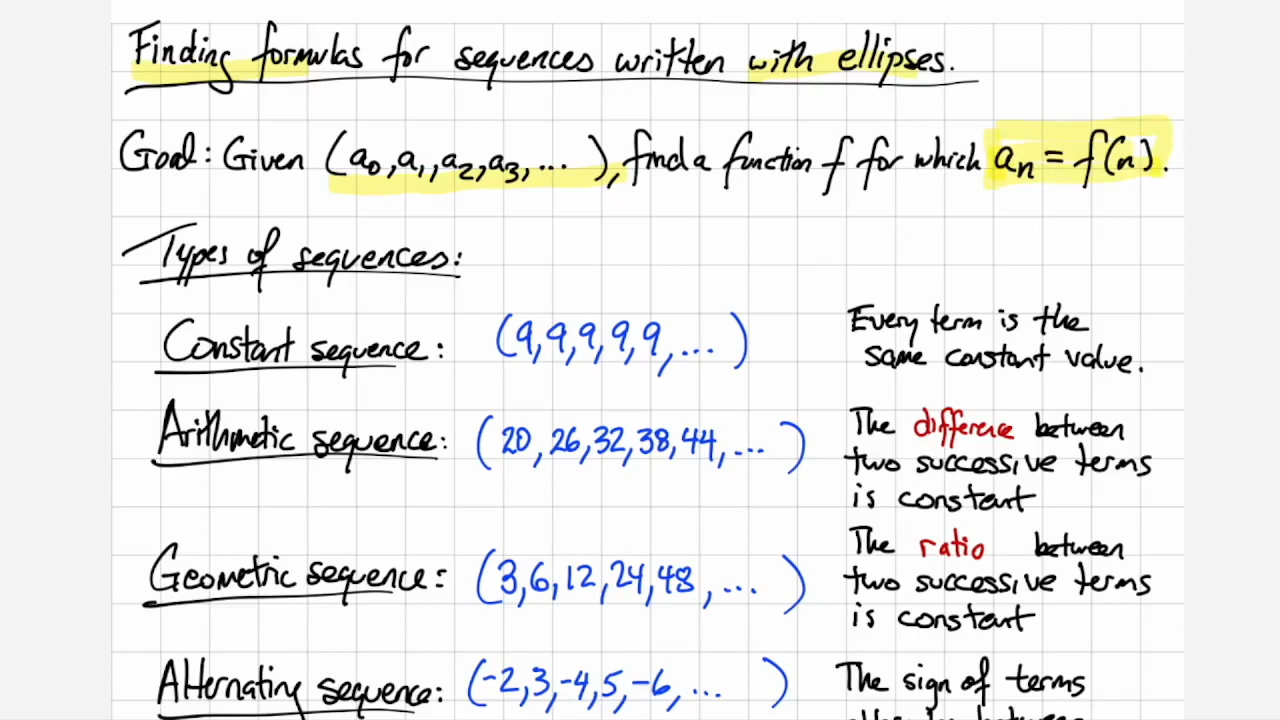 Finding formulas for sequences written with ellipses.
Goal: Given (a₀, a₁, a₂, a₃, ...), find a function f for which aₙ = f(n).
Types of sequences:
Constant sequence: (9, 9, 9, 9, 9, ...) Every term is the
same constant value.
Arithmetic sequence: (20, 26, 32, 38, 44, ...) The difference between
two successive terms
is constant
Geometric sequence: (3, 6, 12, 24, 48, ...) The ratio between
two successive terms
is constant
Alternating sequence: (-2, 3, -4, 5, -6, ... ) The sign of terms